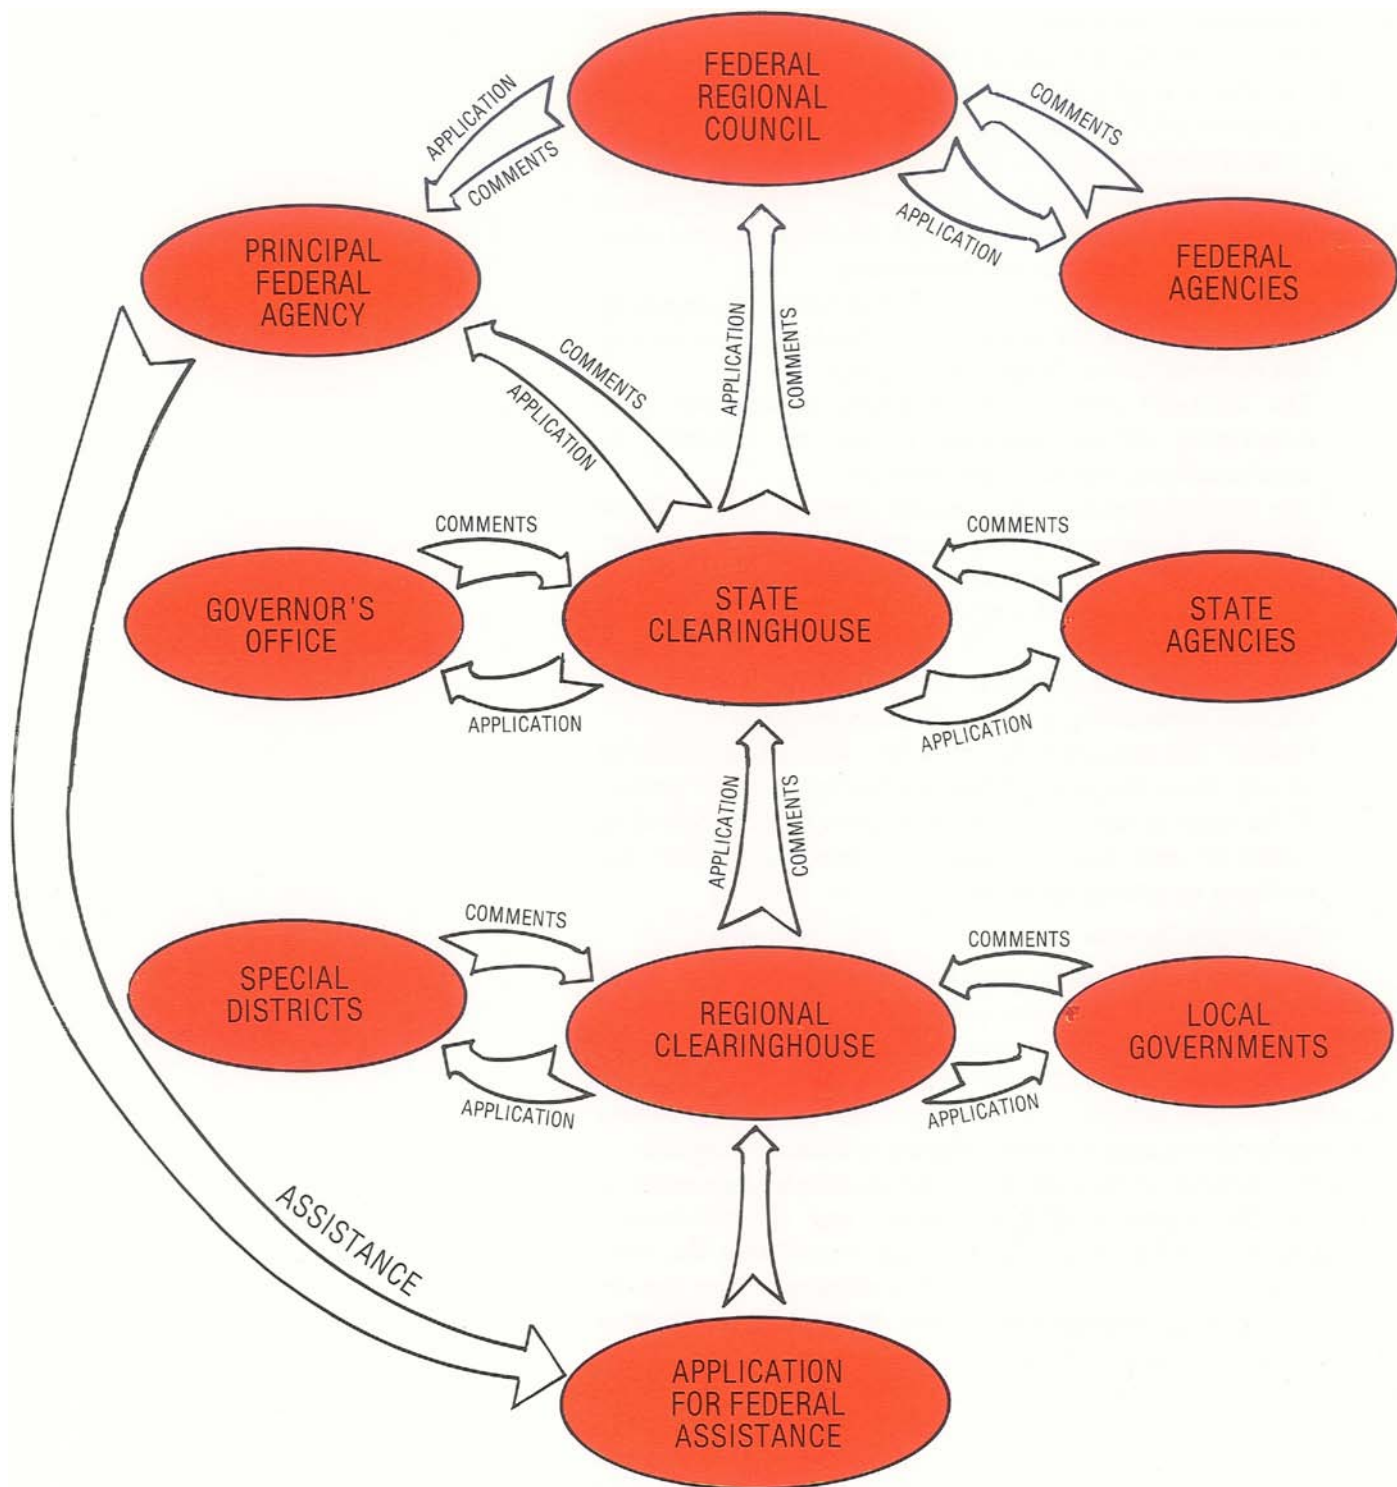 FEDERAL
REGIONAL
COUNCIL
APPLICATION
COMMENTS
COMMENTS
APPLICATION
PRINCIPAL
FEDERAL
AGENCY
FEDERAL
AGENCIES
COMMENTS
APPLICATION
APPLICATION
COMMENTS
COMMENTS
COMMENTS
GOVERNOR'S
OFFICE
STATE
CLEARINGHOUSE
STATE
AGENCIES
APPLICATION
APPLICATION
APPLICATION
COMMENTS
COMMENTS
COMMENTS
SPECIAL
DISTRICTS
REGIONAL
CLEARINGHOUSE
LOCAL
GOVERNMENTS
APPLICATION
APPLICATION
ASSISTANCE
APPLICATION
FOR FEDERAL
ASSISTANCE